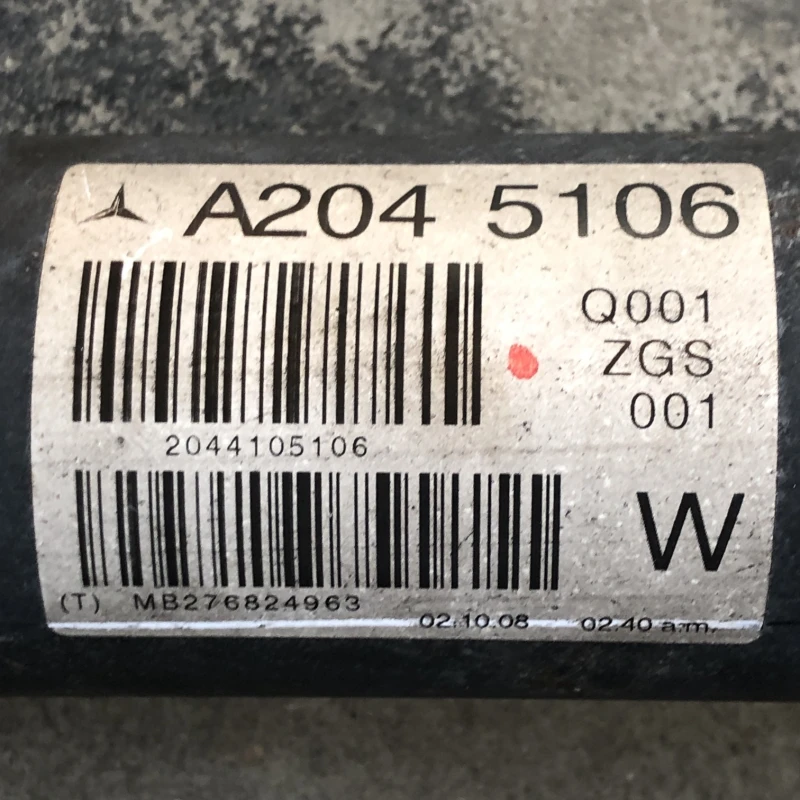 A204 5106
Q001
ZGS
001
2044105106
W
(T) MB276824963
02.10.08 02.40 a.m.